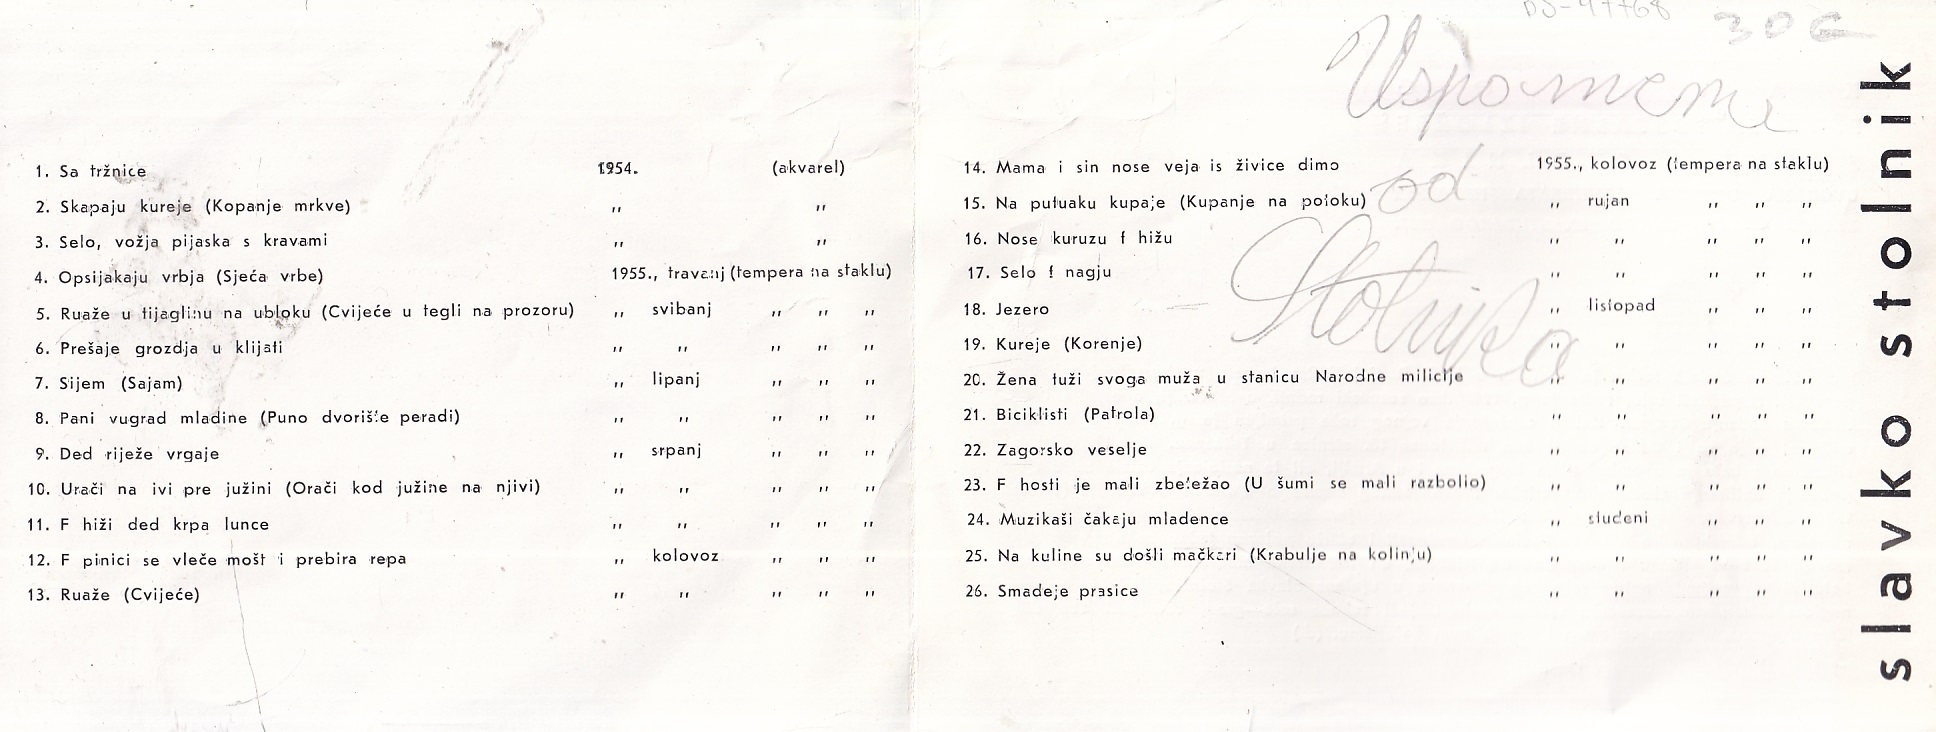 Uspomena
od
Stolnika
1. Sa tržnice 1954. (akvarel)
2. Skapaju kureje (Kopanje mrkve) ,, ,,
3. Selo, vožja pijaska s kravami ,, ,,
4. Opsijakaju vrbja (Sječa vrbe) 1955., travanj (tempera na staklu)
5. Ruaže u tijaglinu na ubloku (Cvijeće u tegli na prozoru) ,, svibanj ,, ,, ,,
6. Prešaje grozdja u klijati ,, ,, ,, ,, ,,
7. Sijem (Sajam) ,, lipanj ,, ,, ,,
8. Pani vugrad mladine (Puno dvorište peradi) ,, ,, ,, ,, ,,
9. Ded riježe vrgaje ,, srpanj ,, ,, ,,
10. Urači na ivi pre južini (Orači kod južine na njivi) ,, ,, ,, ,, ,,
11. F hiži ded krpa lunce ,, ,, ,, ,, ,,
12. F pinici se vleče mošt i prebira repa ,, kolovoz ,, ,, ,,
13. Ruaže (Cvijeće) ,, ,, ,, ,, ,,
14. Mama i sin nose veja is živice dimo 1955., kolovoz (tempera na staklu)
15. Na putuaku kupaje (Kupanje na potoku) ,, rujan ,, ,, ,,
16. Nose kuruzu f hižu ,, ,, ,, ,, ,,
17. Selo f nagju ,, ,, ,, ,, ,,
18. Jezero ,, listopad ,, ,, ,,
19. Kureje (Korenje) ,, ,, ,, ,, ,,
20. Žena tuži svoga muža u stanicu Narodne milicije ,, ,, ,, ,, ,,
21. Biciklisti (Patrola) ,, ,, ,, ,, ,,
22. Zagorsko veselje ,, ,, ,, ,, ,,
23. F hosti je mali zbetežao (U šumi se mali razbolio) ,, ,, ,, ,, ,,
24. Muzikaši čakaju mladence ,, studeni ,, ,, ,,
25. Na kuline su došli mačkari (Krabulje na kolinju) ,, ,, ,, ,, ,,
26. Smadeje prasice ,, ,, ,, ,, ,,
slavko stolnik